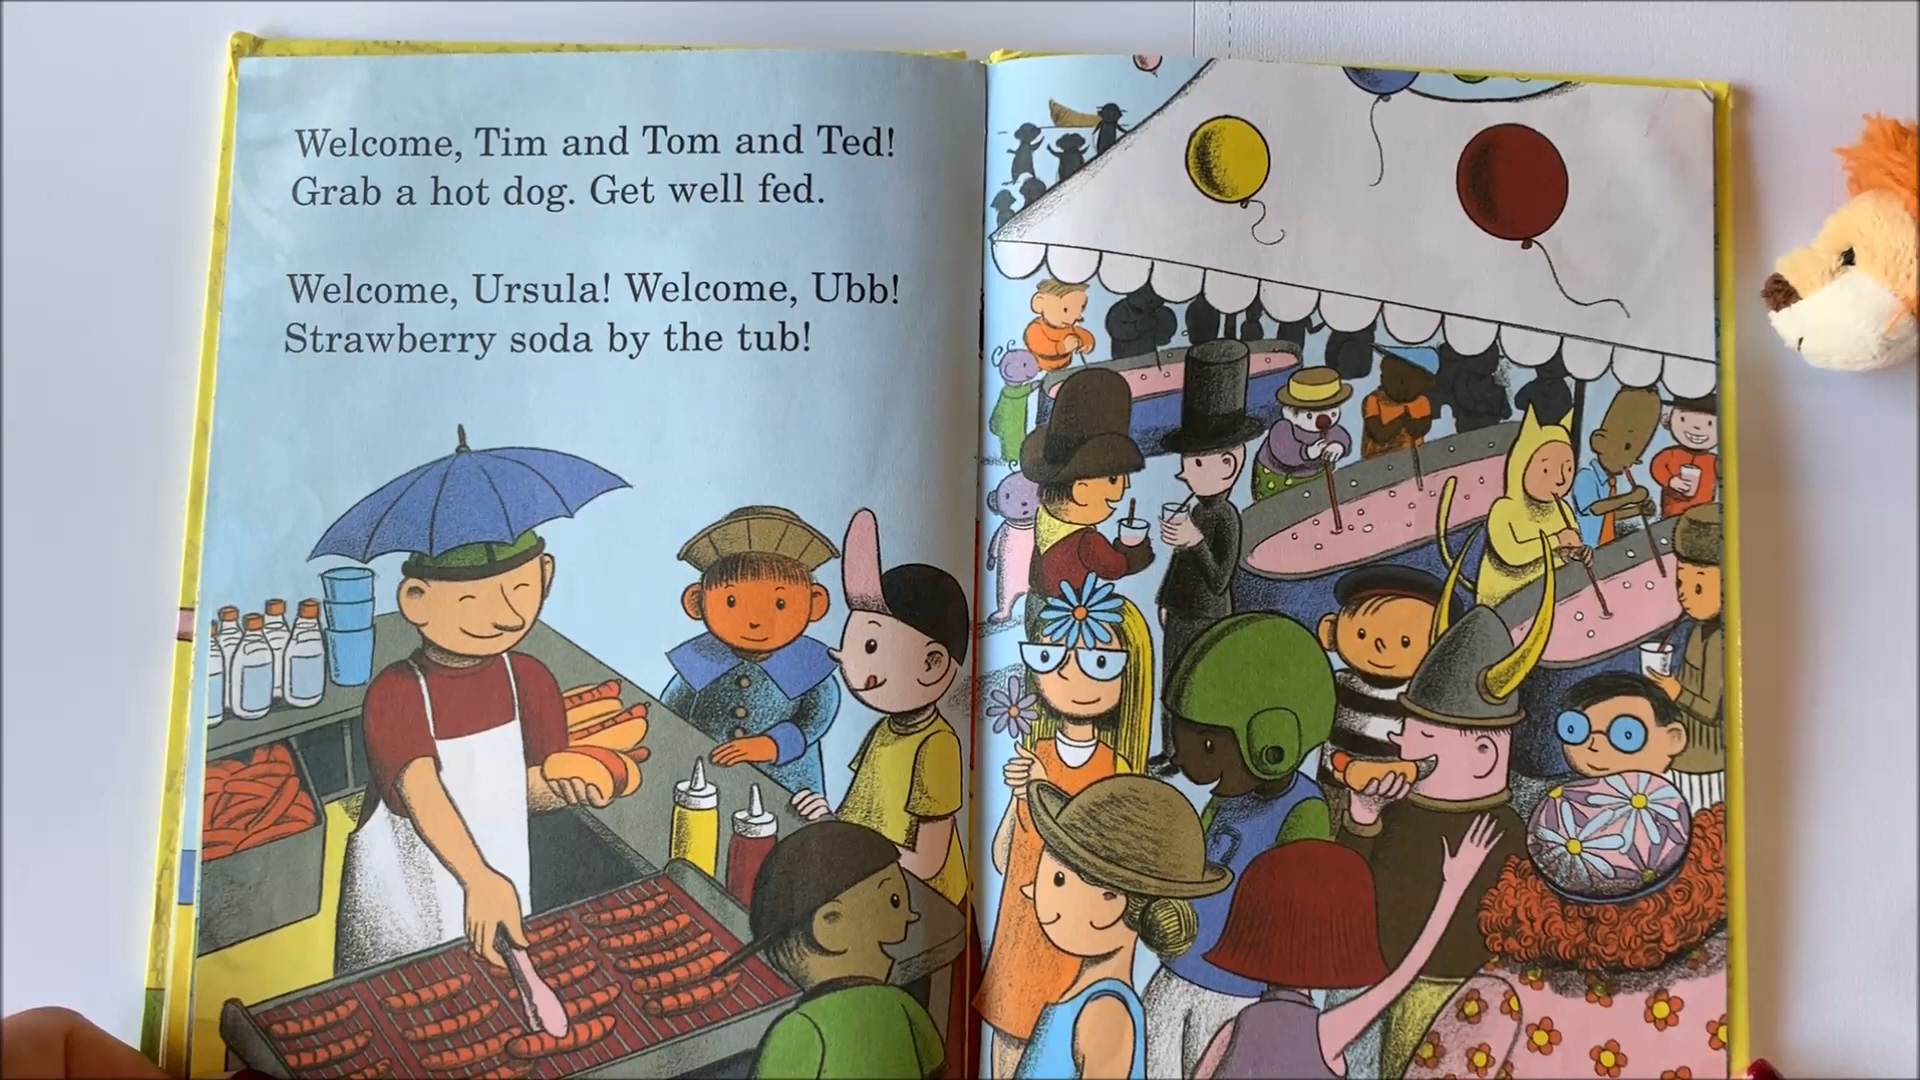 Welcome, Tim and Tom and Ted!
Grab a hot dog. Get well fed.
Welcome, Ursula! Welcome, Ubb!
Strawberry soda by the tub!